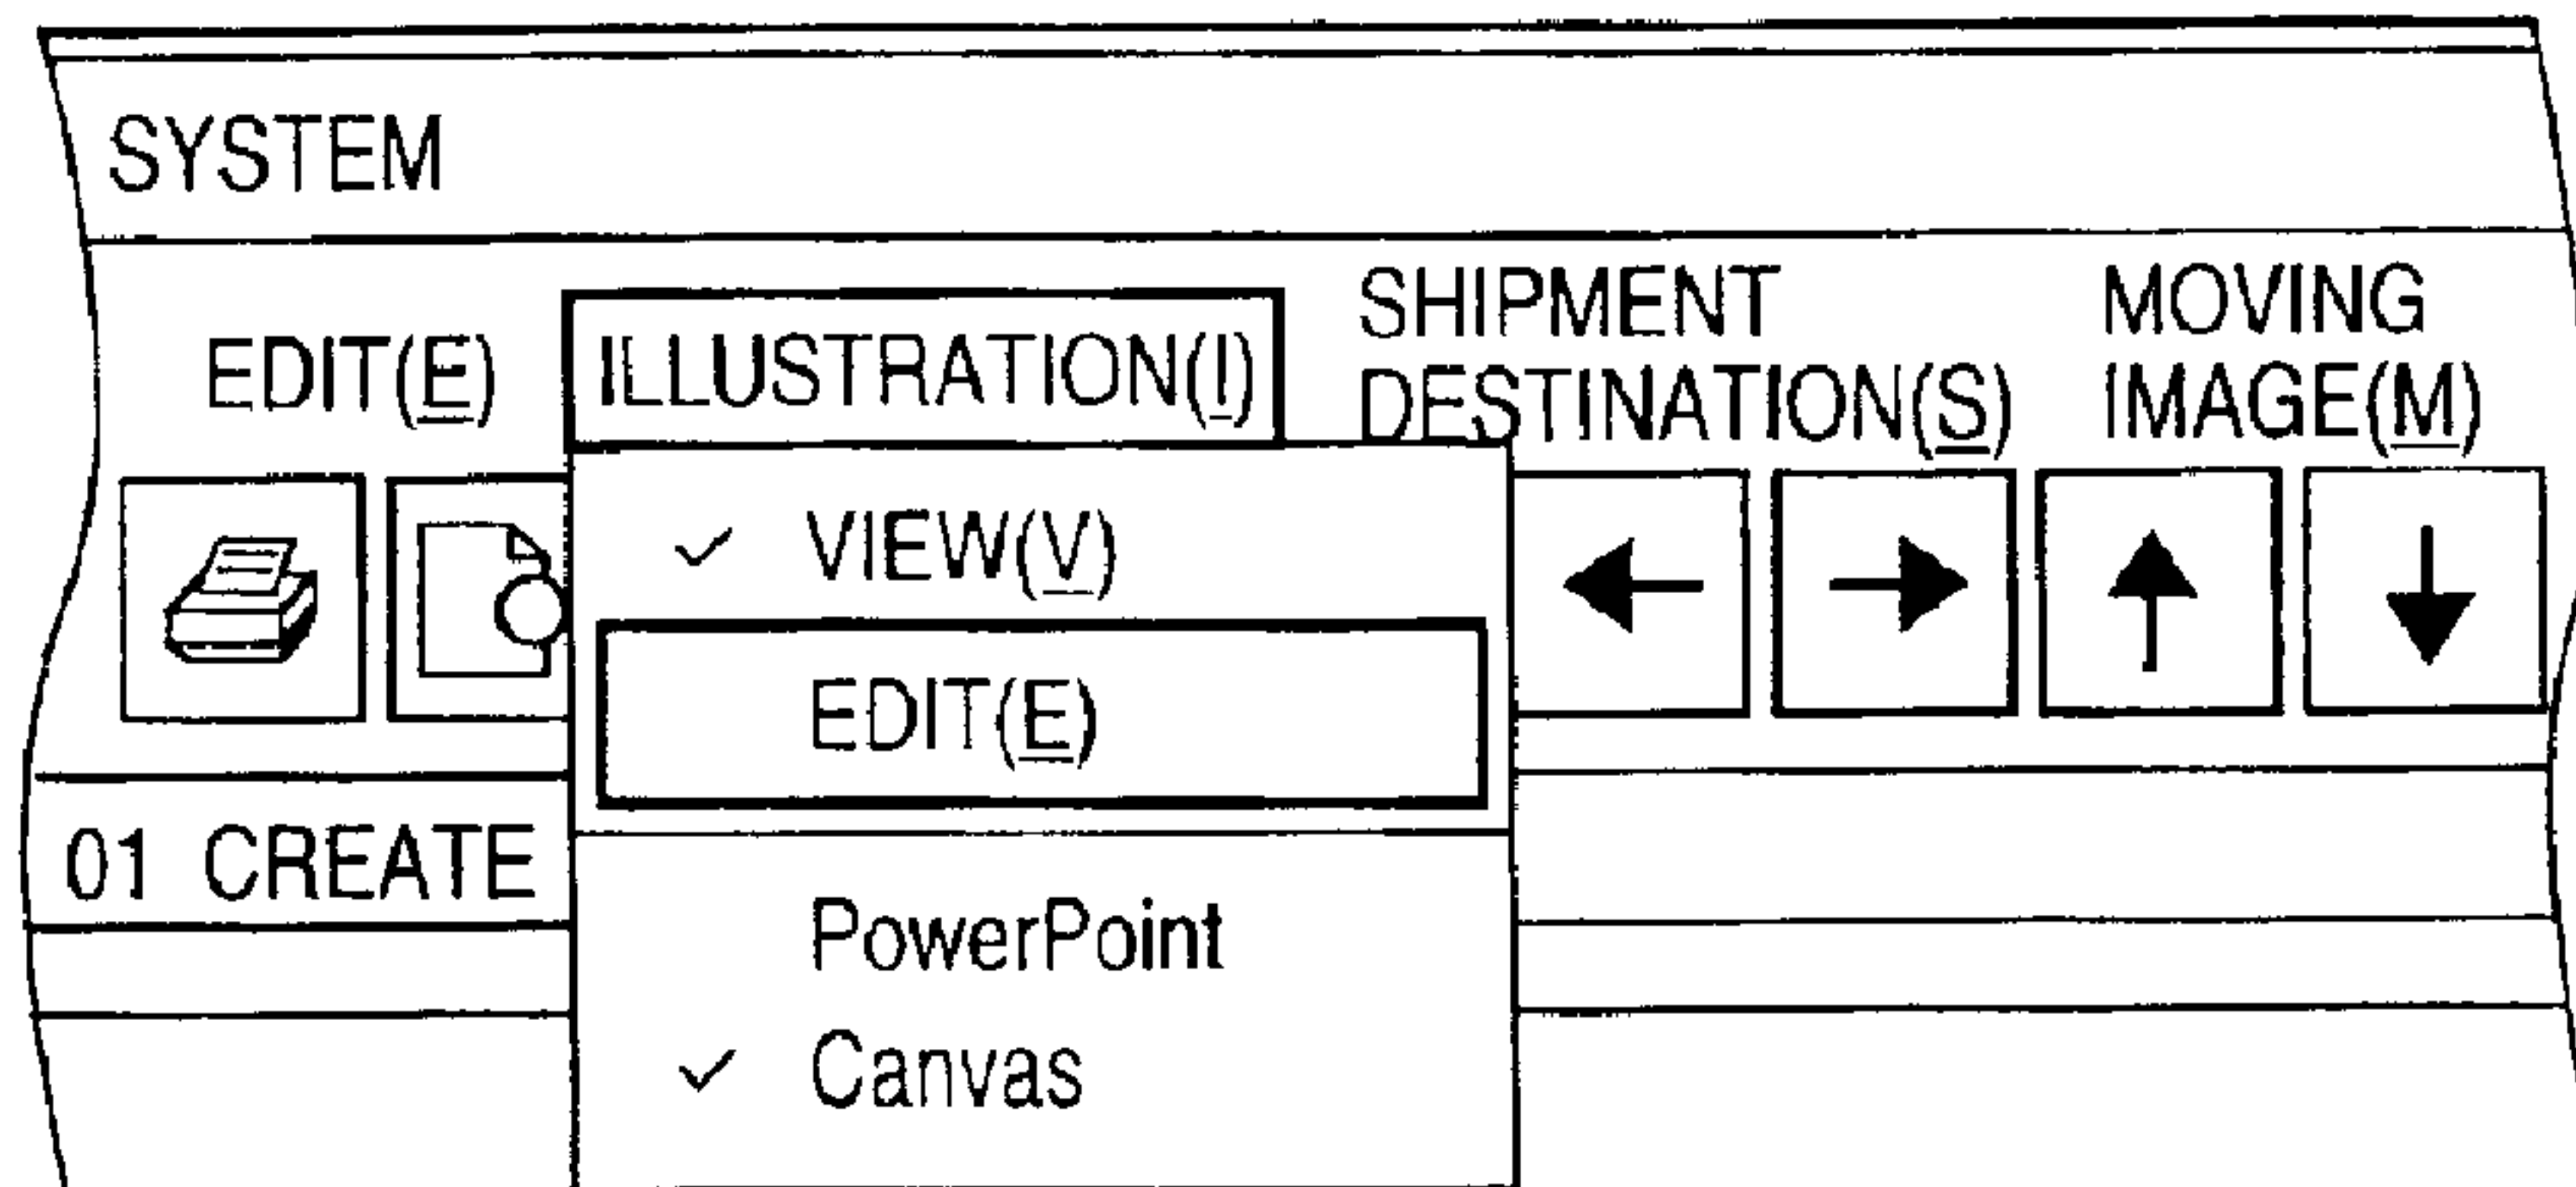 SYSTEM
EDIT(E)
ILLUSTRATION(I)
SHIPMENT
DESTINATION(S)
MOVING
IMAGE(M)
✓ VIEW(V)
EDIT(E)
01 CREATE
PowerPoint
✓ Canvas